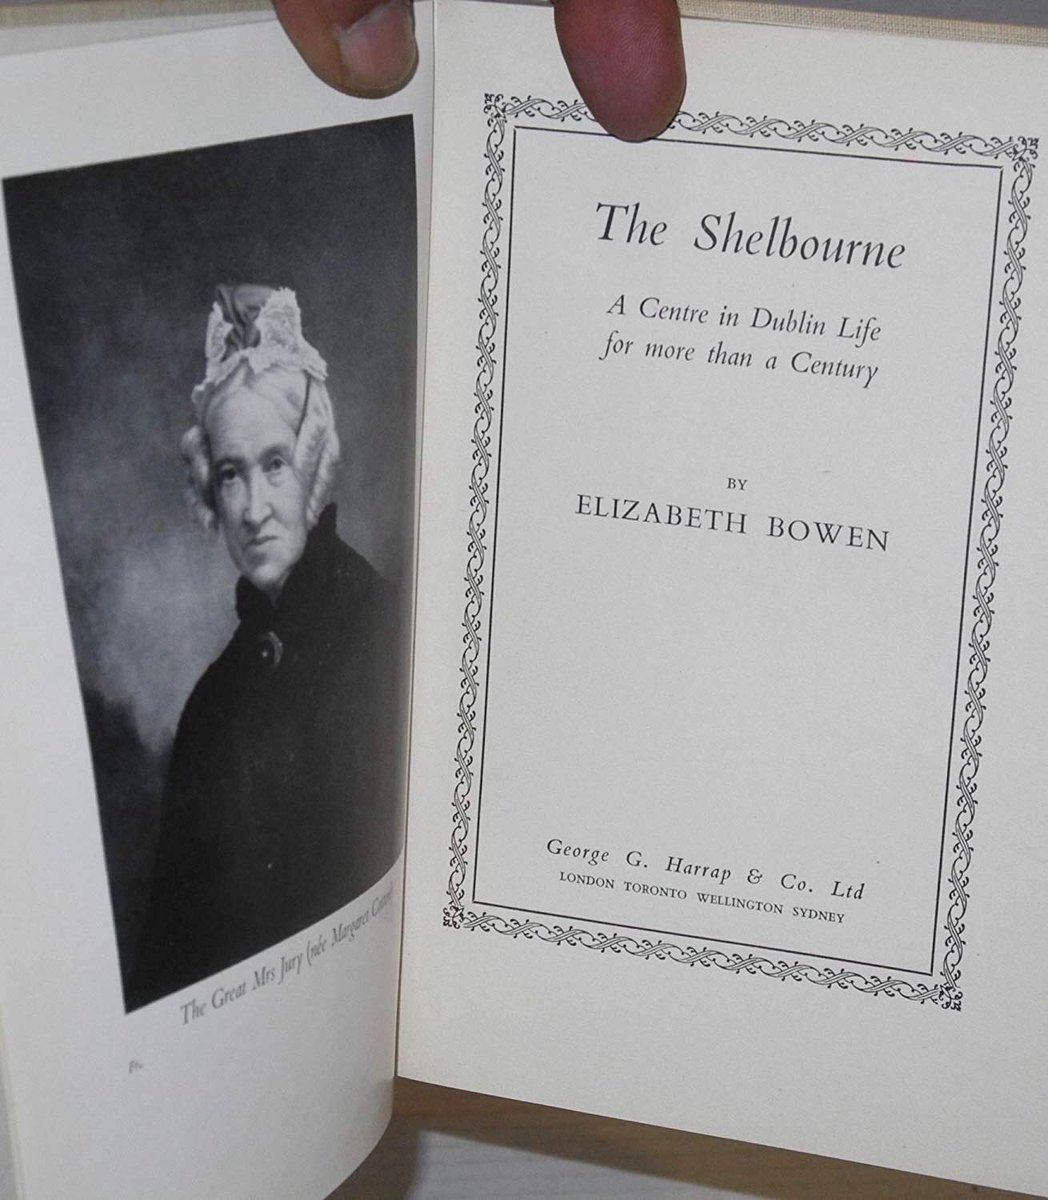 The Great Mrs Jury (née Margaret
The Shelbourne
A Centre in Dublin Life
for more than a Century
BY
ELIZABETH BOWEN
George G. Harrap & Co. Ltd
LONDON TORONTO WELLINGTON SYDNEY